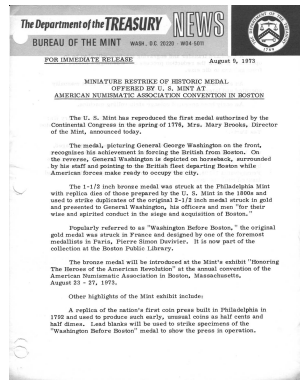 The Department of the TREASURY NEWS
BUREAU OF THE MINT WASH., D.C. 20220 - WO4-5011
FOR IMMEDIATE RELEASE August 9, 1973
MINIATURE RESTRIKE OF HISTORIC MEDAL
OFFERED BY U. S. MINT AT
AMERICAN NUMISMATIC ASSOCIATION CONVENTION IN BOSTON
The U. S. Mint has reproduced the first medal authorized by the
Continental Congress in the spring of 1776, Mrs. Mary Brooks, Director
of the Mint, announced today.
The medal, picturing General George Washington on the front,
recognizes his achievement in forcing the British from Boston. On
the reverse, General Washington is depicted on horseback, surrounded
by his staff and pointing to the British fleet departing Boston while
American forces make ready to occupy the city.
The 1-1/2 inch bronze medal was struck at the Philadelphia Mint
with replica dies of those prepared by the U. S. Mint in the 1800s and
used to strike duplicates of the original 2-1/2 inch medal struck in gold
and presented to General Washington, his officers and men "for their
wise and spirited conduct in the siege and acquisition of Boston."
Popularly referred to as "Washington Before Boston," the original
gold medal was struck in France and designed by one of the foremost
medallists in Paris, Pierre Simon Duvivier. It is now part of the
collection at the Boston Public Library.
The bronze medal will be introduced at the Mint's exhibit "Honoring
The Heroes of the American Revolution" at the annual convention of the
American Numismatic Association in Boston, Massachusetts,
August 23 - 27, 1973.
Other highlights of the Mint exhibit include:
A replica of the nation's first coin press built in Philadelphia in
1792 and used to produce such early, unusual coins as half cents and
half dimes. Lead blanks will be used to strike specimens of the
"Washington Before Boston" medal to show the press in operation.